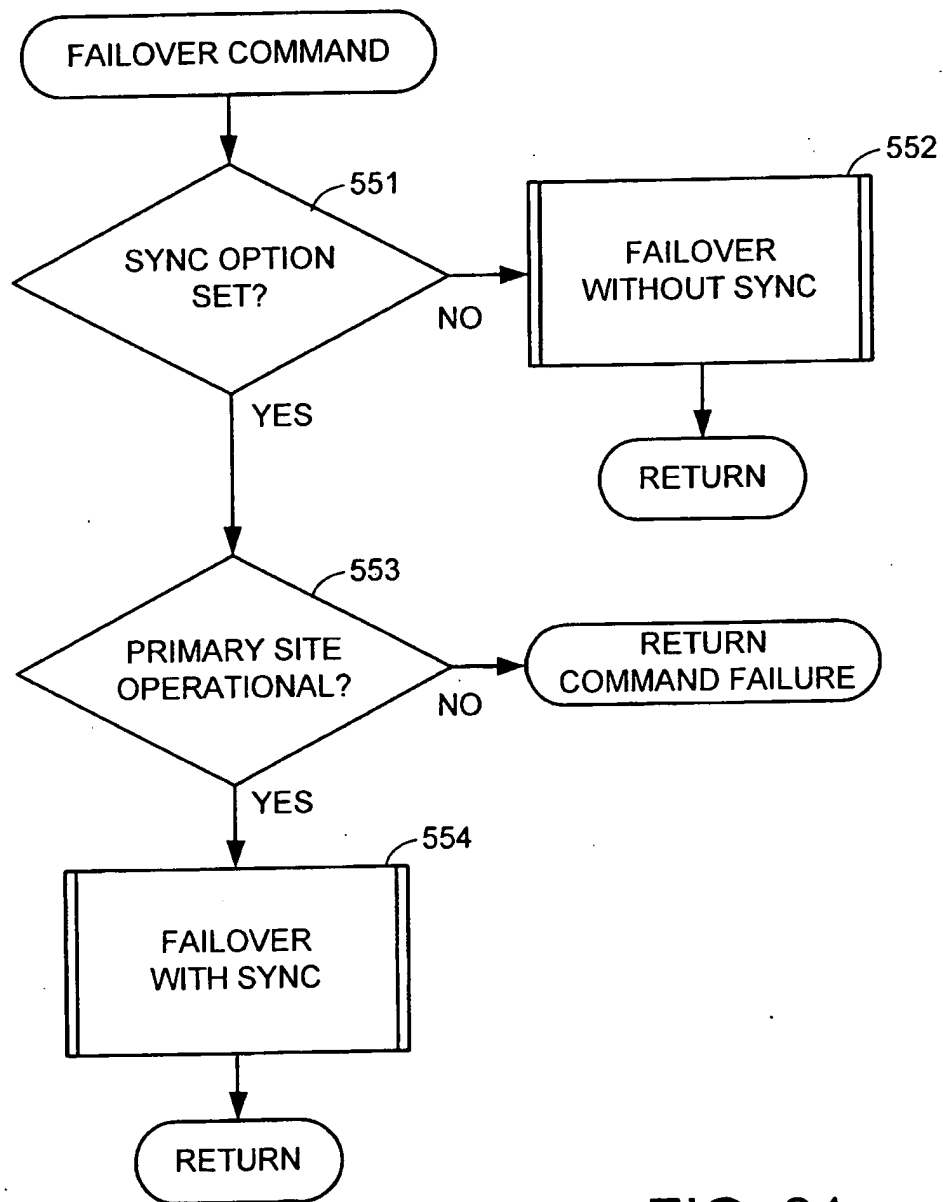 FAILOVER COMMAND
551
SYNC OPTION
SET?
NO
YES
552
FAILOVER
WITHOUT SYNC
RETURN
553
PRIMARY SITE
OPERATIONAL?
NO
YES
RETURN
COMMAND FAILURE
554
FAILOVER
WITH SYNC
RETURN